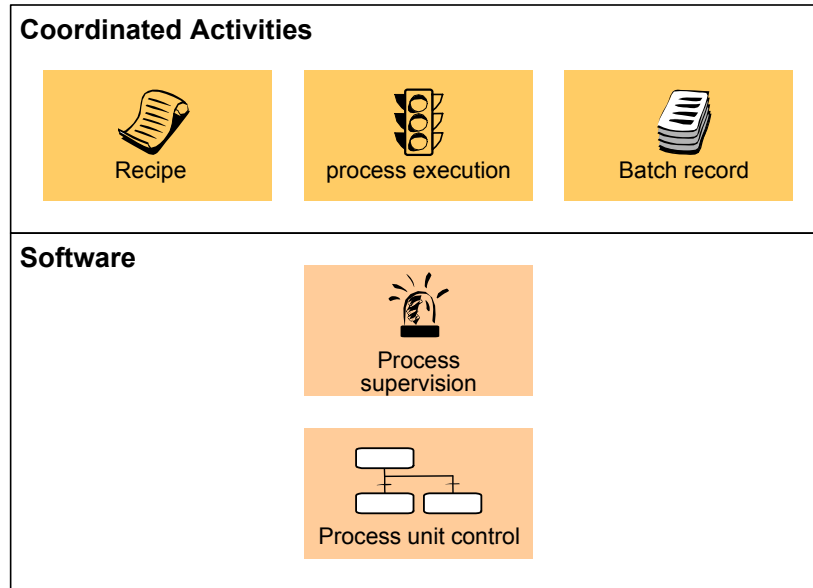 Coordinated Activities
Recipe
process execution
Batch record
Software
Process
supervision
Process unit control